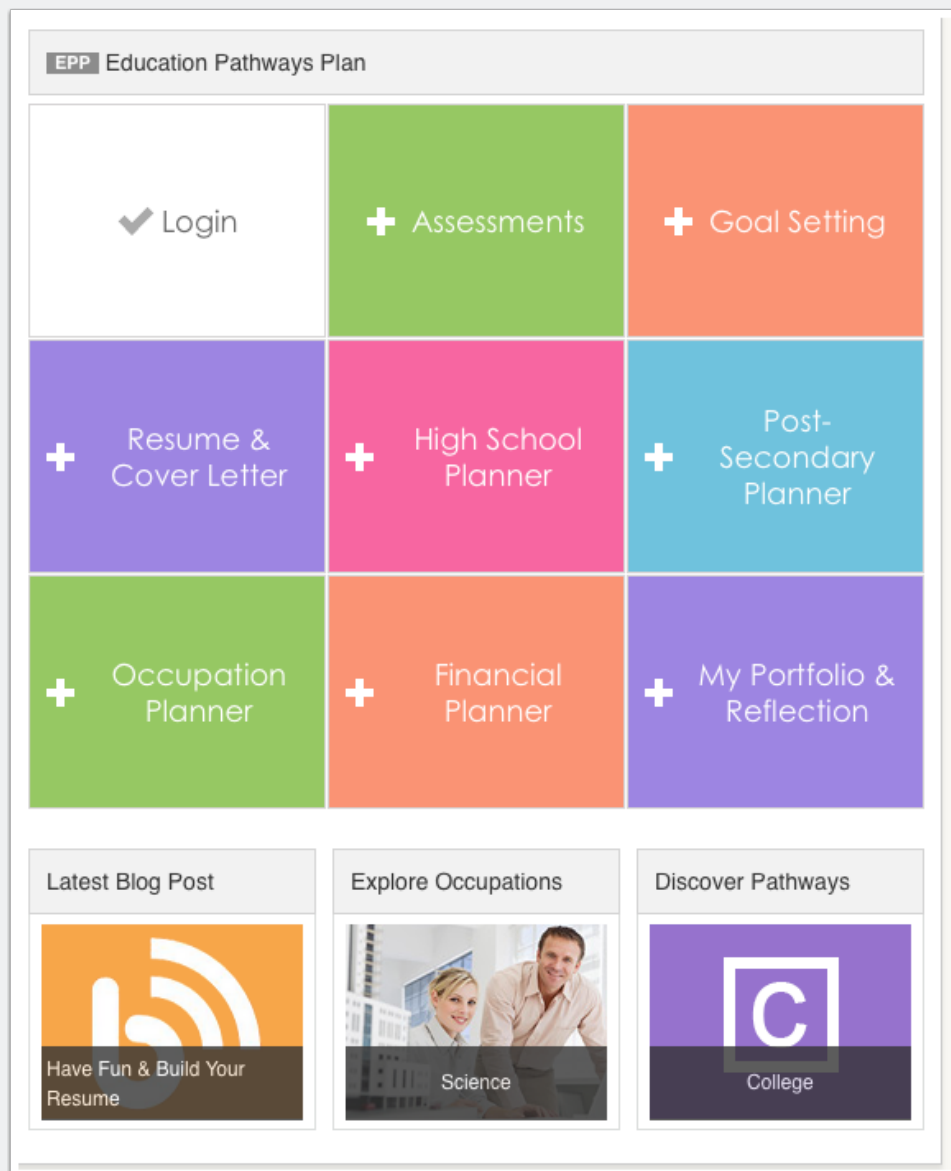 EPP Education Pathways Plan
Login
Assessments
Goal Setting
Resume &
Cover Letter
High School
Planner
Post-
Secondary
Planner
Occupation
Planner
Financial
Planner
My Portfolio &
Reflection
Latest Blog Post
Explore Occupations
Discover Pathways
b
Have Fun & Build Your
Resume
Science
C
College